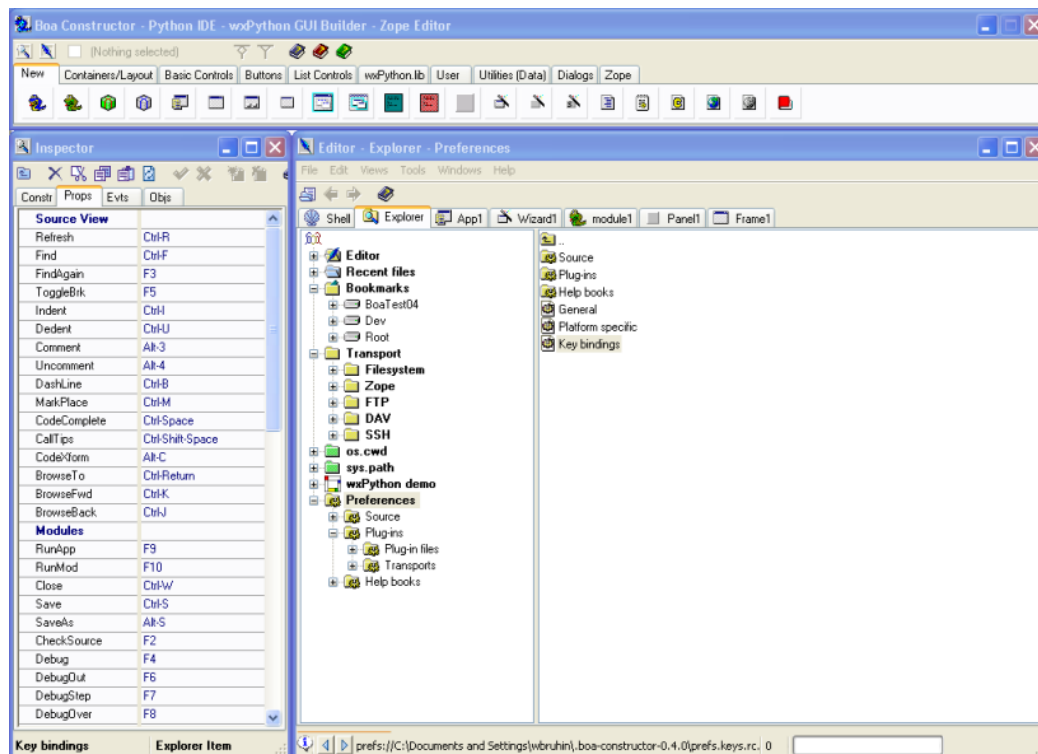 Boa Constructor - Python IDE - wxPython GUI Builder - Zope Editor
(Nothing selected)
New Containers/Layout Basic Controls Buttons List Controls wxPython.lib User Utilities (Data) Dialogs Zope
Inspector
Constr Props Evts Objs
Source View
Refresh Ctrl-R
Find Ctrl-F
FindAgain F3
ToggleBrk F5
Indent Ctrl-I
Dedent Ctrl-U
Comment Alt-3
Uncomment Alt-4
DashLine Ctrl-B
MarkPlace Ctrl-M
CodeComplete Ctrl-Space
CallTips Ctrl-Shift-Space
CodeXform Alt-C
BrowseTo Ctrl-Return
BrowseFwd Ctrl-K
BrowseBack Ctrl-J
Modules
RunApp F9
RunMod F10
Close Ctrl-W
Save Ctrl-S
SaveAs Alt-S
CheckSource F2
Debug F4
DebugOut F6
DebugStep F7
DebugOver F8
Key bindings Explorer Item
Editor - Explorer - Preferences
File Edit Views Tools Windows Help
Shell Explorer App1 Wizard1 module1 Panel1 Frame1
Editor
Recent files
Bookmarks
BoaTest04
Dev
Root
Transport
Filesystem
Zope
FTP
DAV
SSH
os.cwd
sys.path
wxPython demo
Preferences
Source
Plug-ins
Plug-in files
Transports
Help books
..
Source
Plug-ins
Help books
General
Platform specific
Key bindings
prefs://C:\Documents and Settings\wbruhin\.boa-constructor-0.4.0\prefs.keys.rc. 0